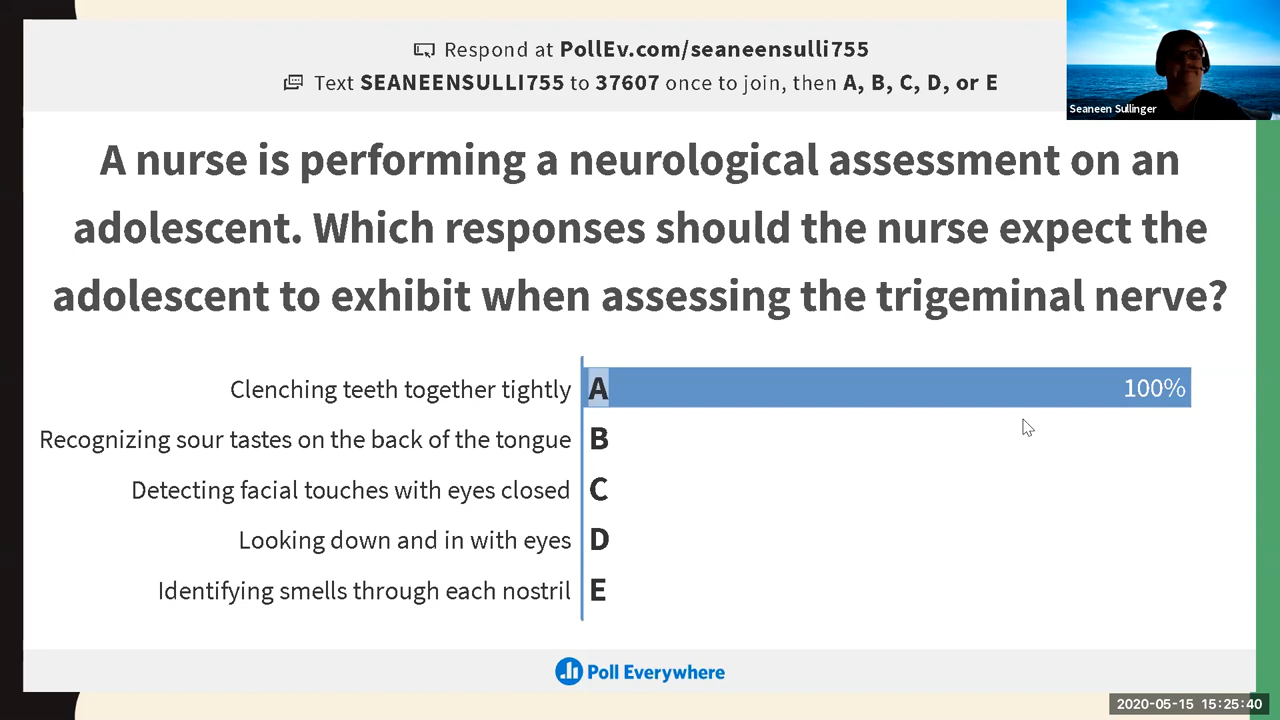 Respond at PollEv.com/seaneensulli755
Text SEANEENSULLI755 to 37607 once to join, then A, B, C, D, or E
Seaneen Sullinger
A nurse is performing a neurological assessment on an
adolescent. Which responses should the nurse expect the
adolescent to exhibit when assessing the trigeminal nerve?
Clenching teeth together tightly A 100%
Recognizing sour tastes on the back of the tongue B
Detecting facial touches with eyes closed C
Looking down and in with eyes D
Identifying smells through each nostril E
Poll Everywhere
2020-05-15 15:25:40